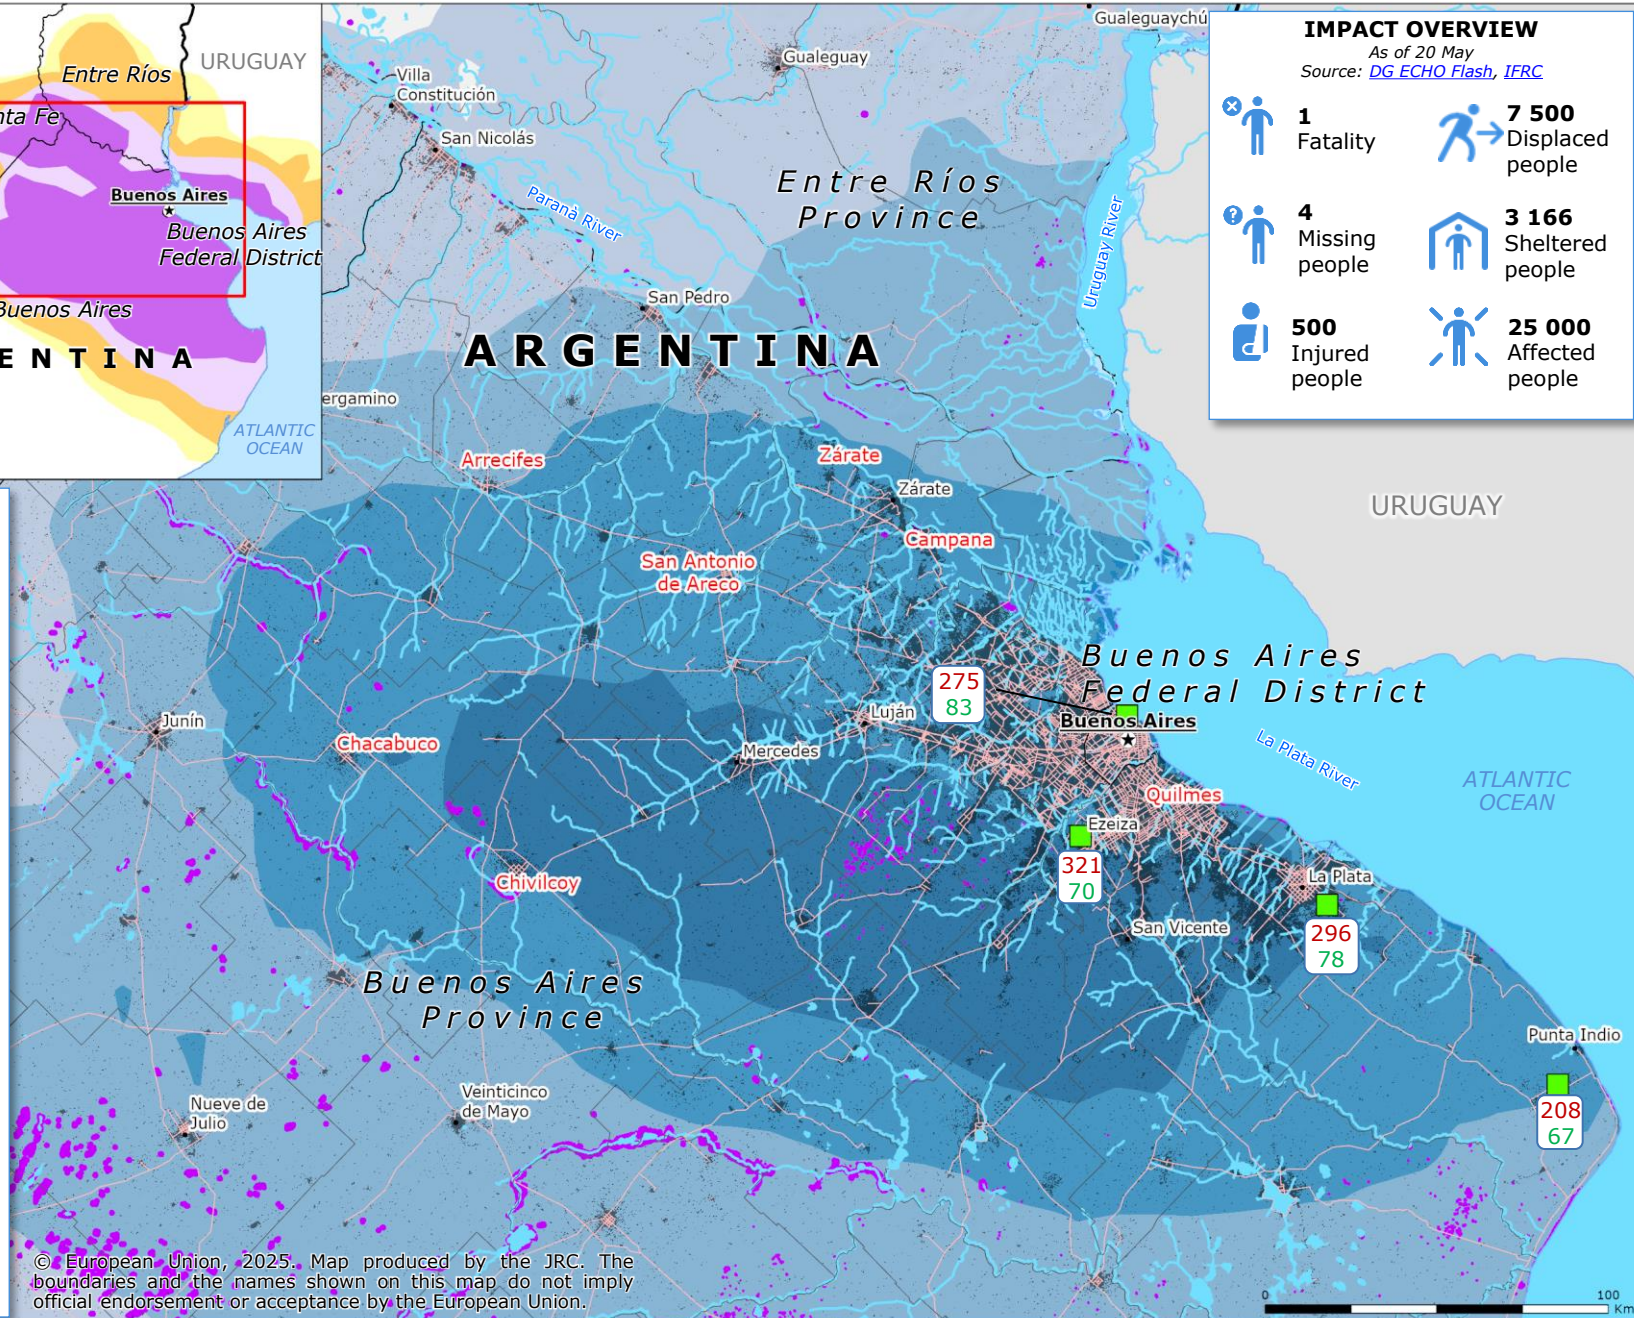 Entre Ríos
URUGUAY
nta Fe
Buenos Aires
Buenos Aires
Federal District
Buenos Aires
ENTINA
ATLANTIC
OCEAN
Gualeguaychú
Gualeguay
Villa
Constitución
San Nicolás
Paranà River
Entre Ríos
Province
Uruguay River
San Pedro
ARGENTINA
ergamino
IMPACT OVERVIEW
As of 20 May
Source: DG ECHO Flash, IFRC
1
Fatality
7 500
Displaced
people
4
Missing
people
3 166
Sheltered
people
500
Injured
people
25 000
Affected
people
Arrecifes
Zárate
Zárate
URUGUAY
Campana
San Antonio
de Areco
Buenos Aires
Federal District
275
83
Luján
Buenos Aires
Junín
Chacabuco
Mercedes
La Plata River
ATLANTIC
OCEAN
Quilmes
Ezeiza
321
70
Chivilcoy
La Plata
San Vicente
296
78
Buenos Aires
Province
Punta Indio
Veinticinco
de Mayo
Nueve de
Julio
208
67
© European Union, 2025. Map produced by the JRC. The
boundaries and the names shown on this map do not imply
official endorsement or acceptance by the European Union.
0 100
Km